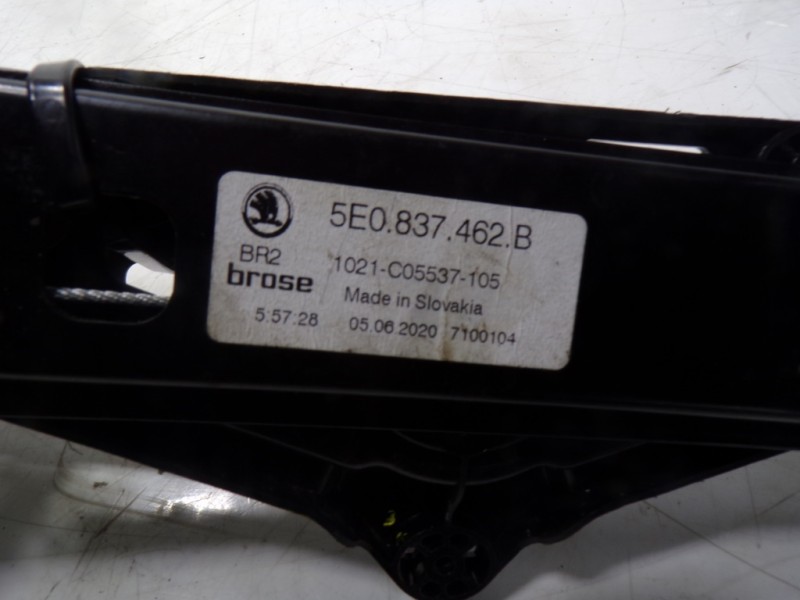 5E0.837.462.B
BR2
1021-C05537-105
brose
Made in Slovakia
5:57:28 05.06.2020 7100104